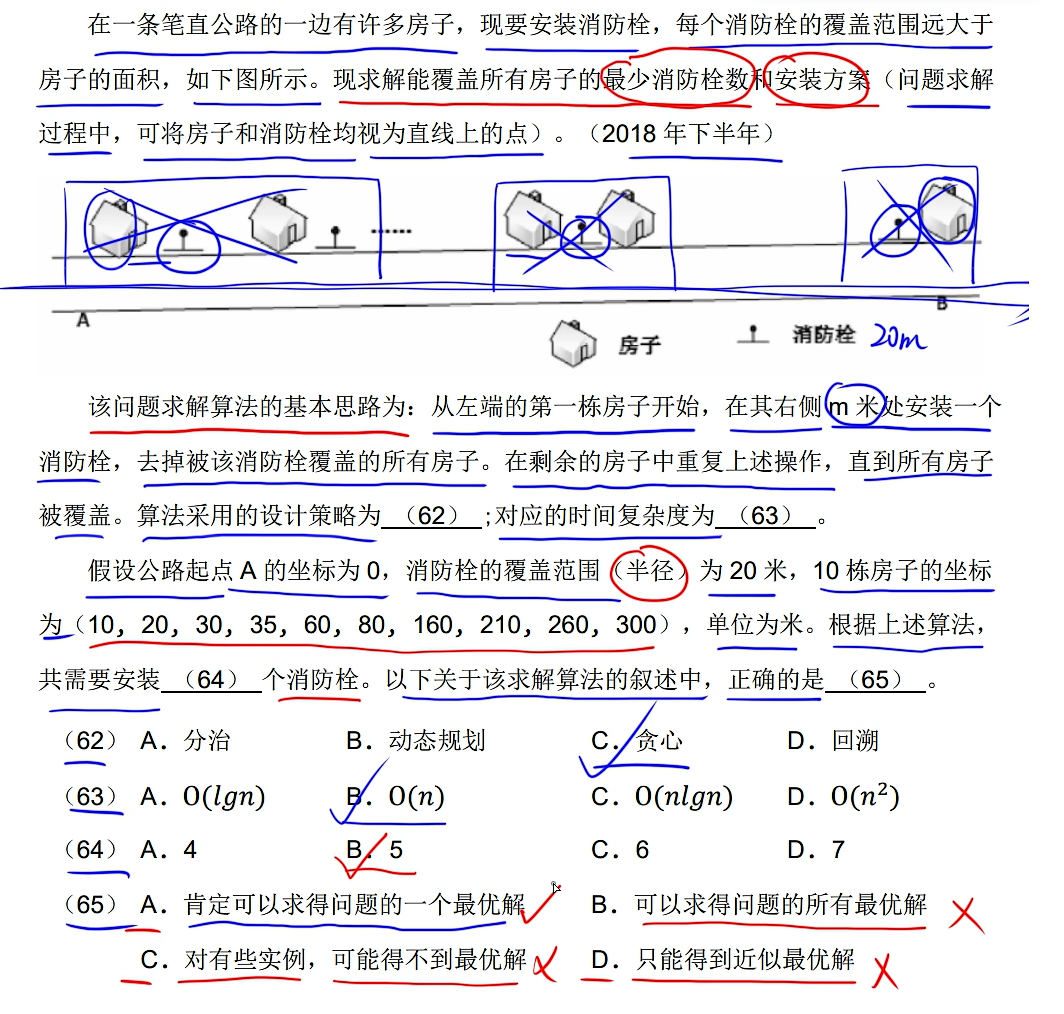 在一条笔直公路的一边有许多房子，现要安装消防栓，每个消防栓的覆盖范围远大于
房子的面积，如下图所示。现求解能覆盖所有房子的最少消防栓数和安装方案（问题求解
过程中，可将房子和消防栓均视为直线上的点）。（2018 年下半年）
......
A
B
房子 消防栓 20m
该问题求解算法的基本思路为：从左端的第一栋房子开始，在其右侧 m 米处安装一个
消防栓，去掉被该消防栓覆盖的所有房子。在剩余的房子中重复上述操作，直到所有房子
被覆盖。算法采用的设计策略为 （62） ;对应的时间复杂度为 （63） 。
假设公路起点 A 的坐标为 0，消防栓的覆盖范围（半径）为 20 米，10 栋房子的坐标
为（10，20，30，35，60，80，160，210，260，300），单位为米。根据上述算法，
共需要安装 （64） 个消防栓。以下关于该求解算法的叙述中，正确的是 （65） 。
（62） A．分治 B．动态规划 C．贪心 D．回溯
（63） A．O(lgn) B．O(n) C．O(nlgn) D．O(n²)
（64） A．4 B．5 C．6 D．7
（65） A．肯定可以求得问题的一个最优解 B．可以求得问题的所有最优解
C．对有些实例，可能得不到最优解 D．只能得到近似最优解